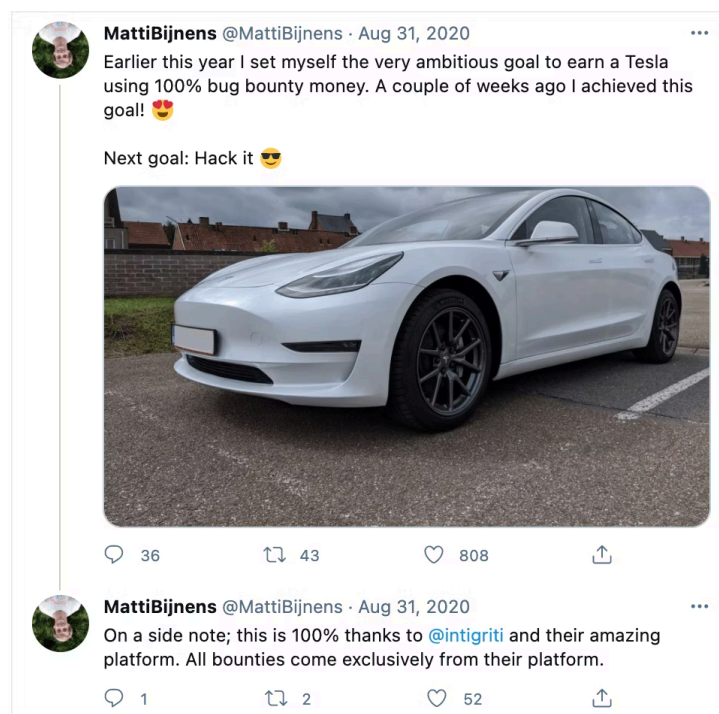 MattiBijnens @MattiBijnens · Aug 31, 2020
Earlier this year I set myself the very ambitious goal to earn a Tesla
using 100% bug bounty money. A couple of weeks ago I achieved this
goal! 😍
Next goal: Hack it 😎
36 43 808
MattiBijnens @MattiBijnens · Aug 31, 2020
On a side note; this is 100% thanks to @intigriti and their amazing
platform. All bounties come exclusively from their platform.
1 2 52